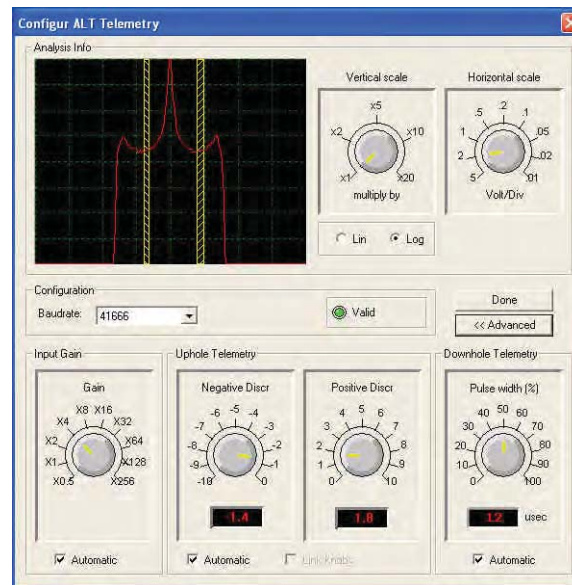 Configur ALT Telemetry
Analysis Info
Vertical scale
x1 x2 x5 x10 x20
multiply by
Lin Log
Horizontal scale
5 2 1 .5 .2 .1 .05 .02 .01
Volt/Div
Configuration
Baudrate: 41666
Valid
Done
<< Advanced
Input Gain
Gain
X0.5 X1 X2 X4 X8 X16 X32 X64 X128 X256
Automatic
Uphole Telemetry
Negative Discr
-10 -9 -8 -7 -6 -5 -4 -3 -2 -1 0
-1.4
Automatic
Positive Discr
0 1 2 3 4 5 6 7 8 9 10
1.8
Link knobs
Downhole Telemetry
Pulse width (%)
0 10 20 30 40 50 60 70 80 90 100
12 usec
Automatic